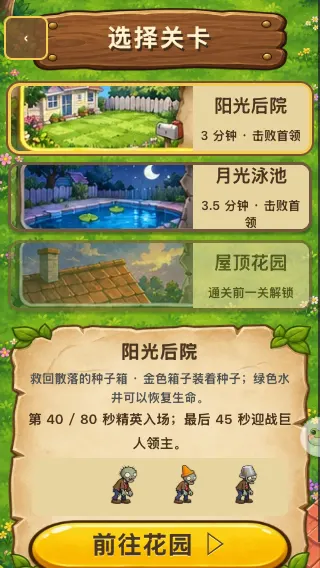 ‹
选择关卡
阳光后院
3 分钟 · 击败首领
月光泳池
3.5 分钟 · 击败首
领
屋顶花园
通关前一关解锁
阳光后院
救回散落的种子箱 · 金色箱子装着种子；绿色水
井可以恢复生命。
第 40 / 80 秒精英入场；最后 45 秒迎战巨
人领主。
前往花园 ▷